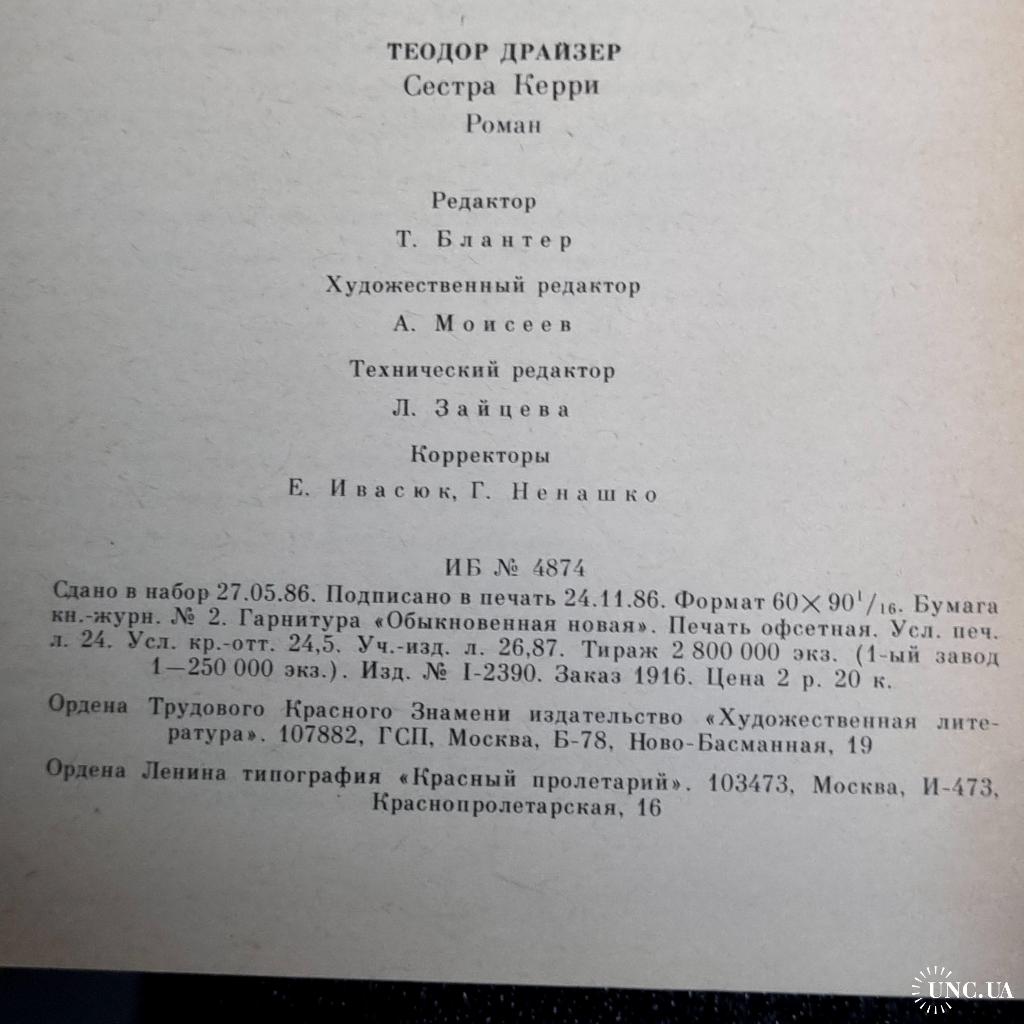 ТЕОДОР ДРАЙЗЕР
Сестра Керри
Роман
Редактор
Т. Блантер
Художественный редактор
А. Моисеев
Технический редактор
Л. Зайцева
Корректоры
Е. Ивасюк, Г. Ненашко
ИБ № 4874
Сдано в набор 27.05.86. Подписано в печать 24.11.86. Формат 60×90¹/₁₆. Бумага
кн.-журн. № 2. Гарнитура «Обыкновенная новая». Печать офсетная. Усл. печ.
л. 24. Усл. кр.-отт. 24,5. Уч.-изд. л. 26,87. Тираж 2 800 000 экз. (1-ый завод
1—250 000 экз.). Изд. № I-2390. Заказ 1916. Цена 2 р. 20 к.
Ордена Трудового Красного Знамени издательство «Художественная лите-
ратура». 107882, ГСП, Москва, Б-78, Ново-Басманная, 19
Ордена Ленина типография «Красный пролетарий». 103473, Москва, И-473,
Краснопролетарская, 16
UNC.UA